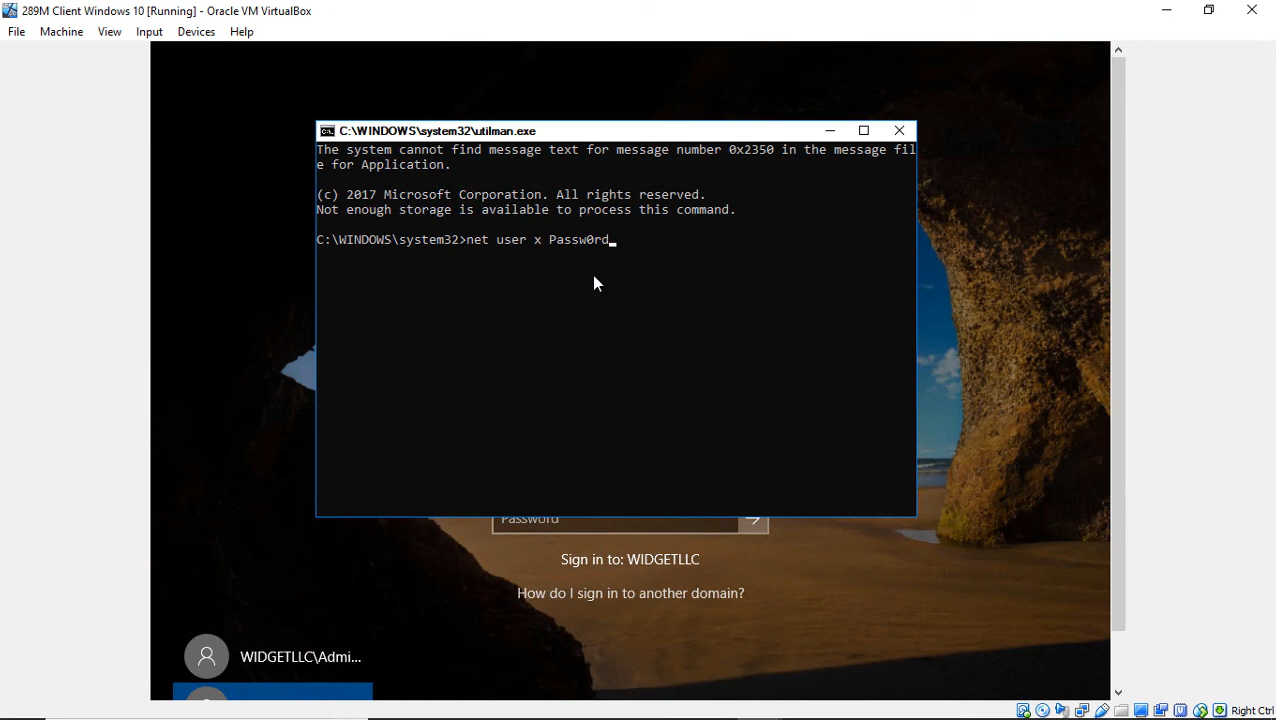 289M Client Windows 10 [Running] - Oracle VM VirtualBox
File Machine View Input Devices Help
C:\WINDOWS\system32\utilman.exe
The system cannot find message text for message number 0x2350 in the message fil
e for Application.
(c) 2017 Microsoft Corporation. All rights reserved.
Not enough storage is available to process this command.
C:\WINDOWS\system32>net user x Passw0rd_
Password
Sign in to: WIDGETLLC
How do I sign in to another domain?
WIDGETLLC\Admi...
Right Ctrl